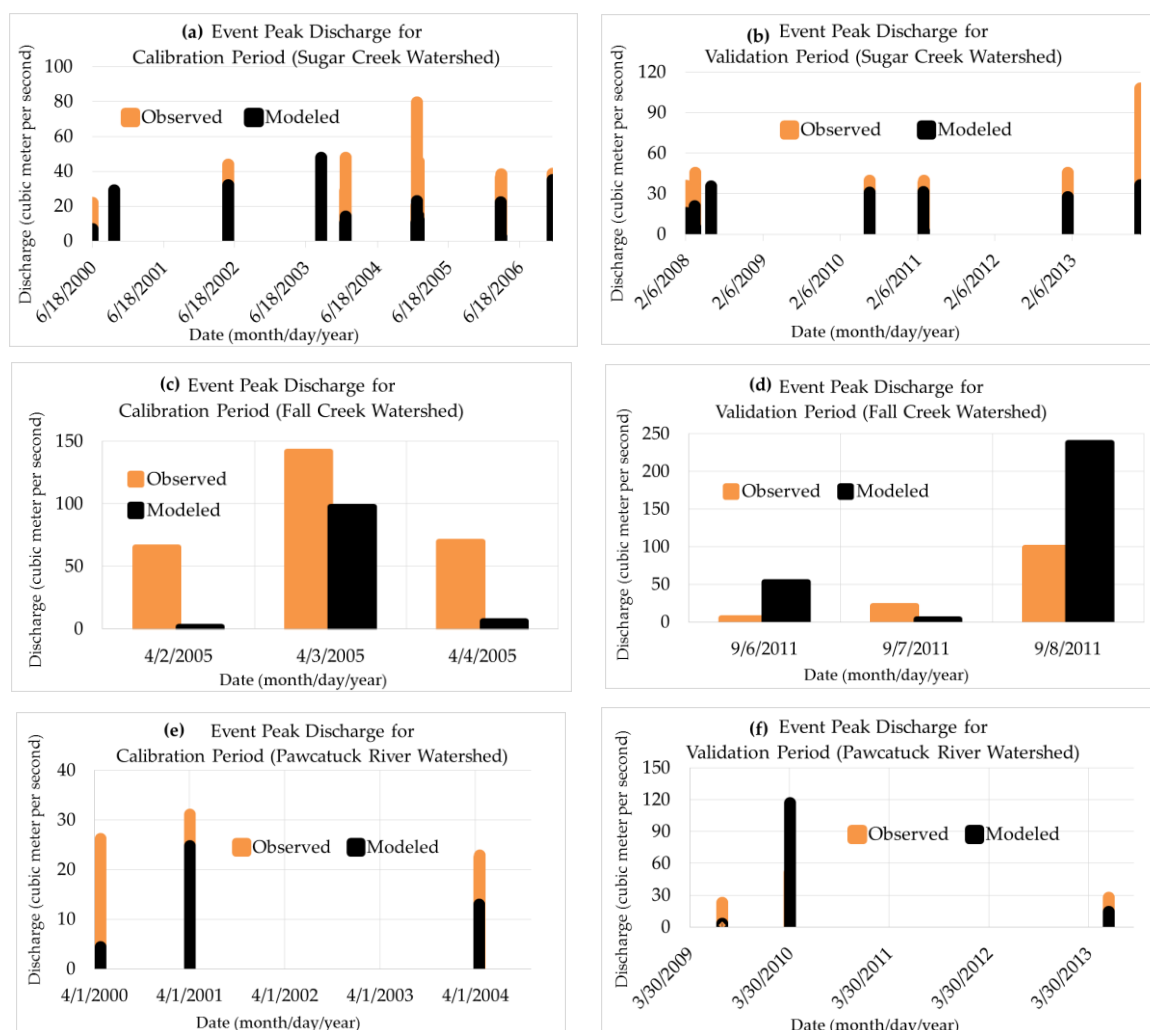 (a) Event Peak Discharge for
Calibration Period (Sugar Creek Watershed)
Discharge (cubic meter per second)
100
80
60
40
20
0
Observed Modeled
6/18/2000 6/18/2001 6/18/2002 6/18/2003 6/18/2004 6/18/2005 6/18/2006
Date (month/day/year)
(b) Event Peak Discharge for
Validation Period (Sugar Creek Watershed)
Discharge (cubic meter per second)
120
90
60
30
0
Observed Modeled
2/6/2008 2/6/2009 2/6/2010 2/6/2011 2/6/2012 2/6/2013
Date (month/day/year)
(c) Event Peak Discharge for
Calibration Period (Fall Creek Watershed)
Discharge (cubic meter per second)
150
100
50
0
Observed
Modeled
4/2/2005 4/3/2005 4/4/2005
Date (month/day/year)
(d) Event Peak Discharge for
Validation Period (Fall Creek Watershed)
Discharge (cubic meter per second)
250
200
150
100
50
0
Observed Modeled
9/6/2011 9/7/2011 9/8/2011
Date (month/day/year)
(e) Event Peak Discharge for
Calibration Period (Pawcatuck River Watershed)
Discharge (cubic meter per second)
40
30
20
10
0
Observed Modeled
4/1/2000 4/1/2001 4/1/2002 4/1/2003 4/1/2004
Date (month/day/year)
(f) Event Peak Discharge for
Validation Period (Pawcatuck River Watershed)
Discharge (cubic meter per second)
150
120
90
60
30
0
Observed Modeled
3/30/2009 3/30/2010 3/30/2011 3/30/2012 3/30/2013
Date (month/day/year)